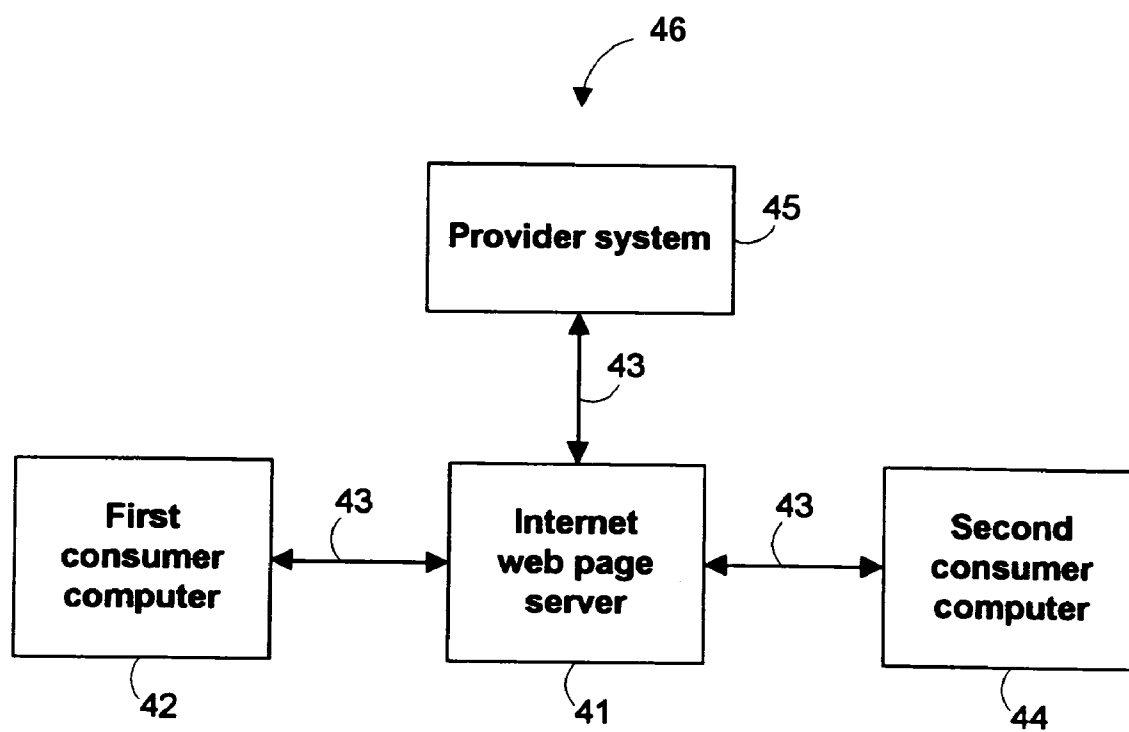 46
Provider system
45
43
First
consumer
computer
43
Internet
web page
server
43
Second
consumer
computer
42
41
44